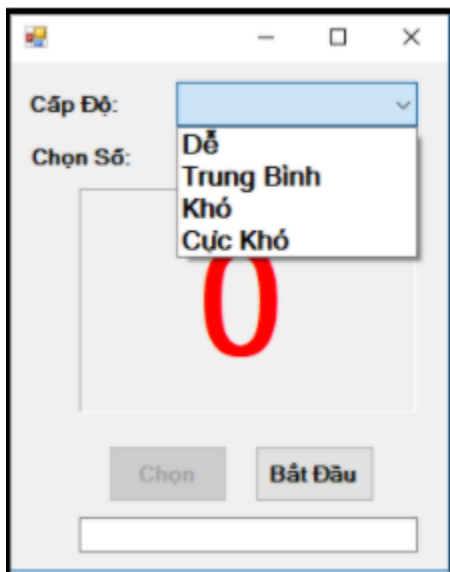 Cấp Độ:
Dễ
Chọn Số:
Trung Bình
Khó
Cực Khó
0
Chọn
Bắt Đầu